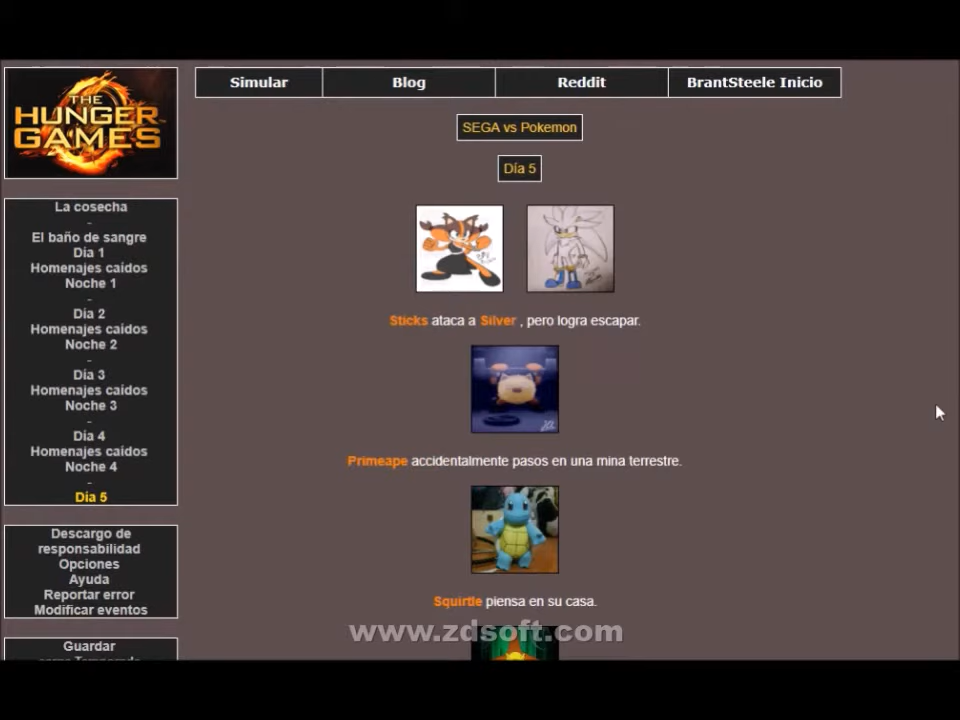 THE
HUNGER
GAMES
Simular
Blog
Reddit
BrantSteele Inicio
SEGA vs Pokemon
Día 5
La cosecha
-
El baño de sangre
Día 1
Homenajes caídos
Noche 1
-
Día 2
Homenajes caídos
Noche 2
-
Día 3
Homenajes caídos
Noche 3
-
Día 4
Homenajes caídos
Noche 4
-
Día 5
Descargo de
responsabilidad
Opciones
Ayuda
Reportar error
Modificar eventos
Guardar
Sticks ataca a Silver , pero logra escapar.
Primeape accidentalmente pasos en una mina terrestre.
Squirtle piensa en su casa.
www.zdsoft.com